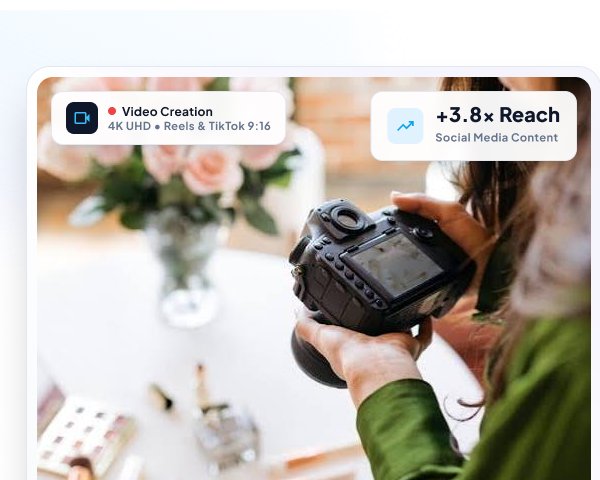 Video Creation
4K UHD • Reels & TikTok 9:16
+3.8× Reach
Social Media Content